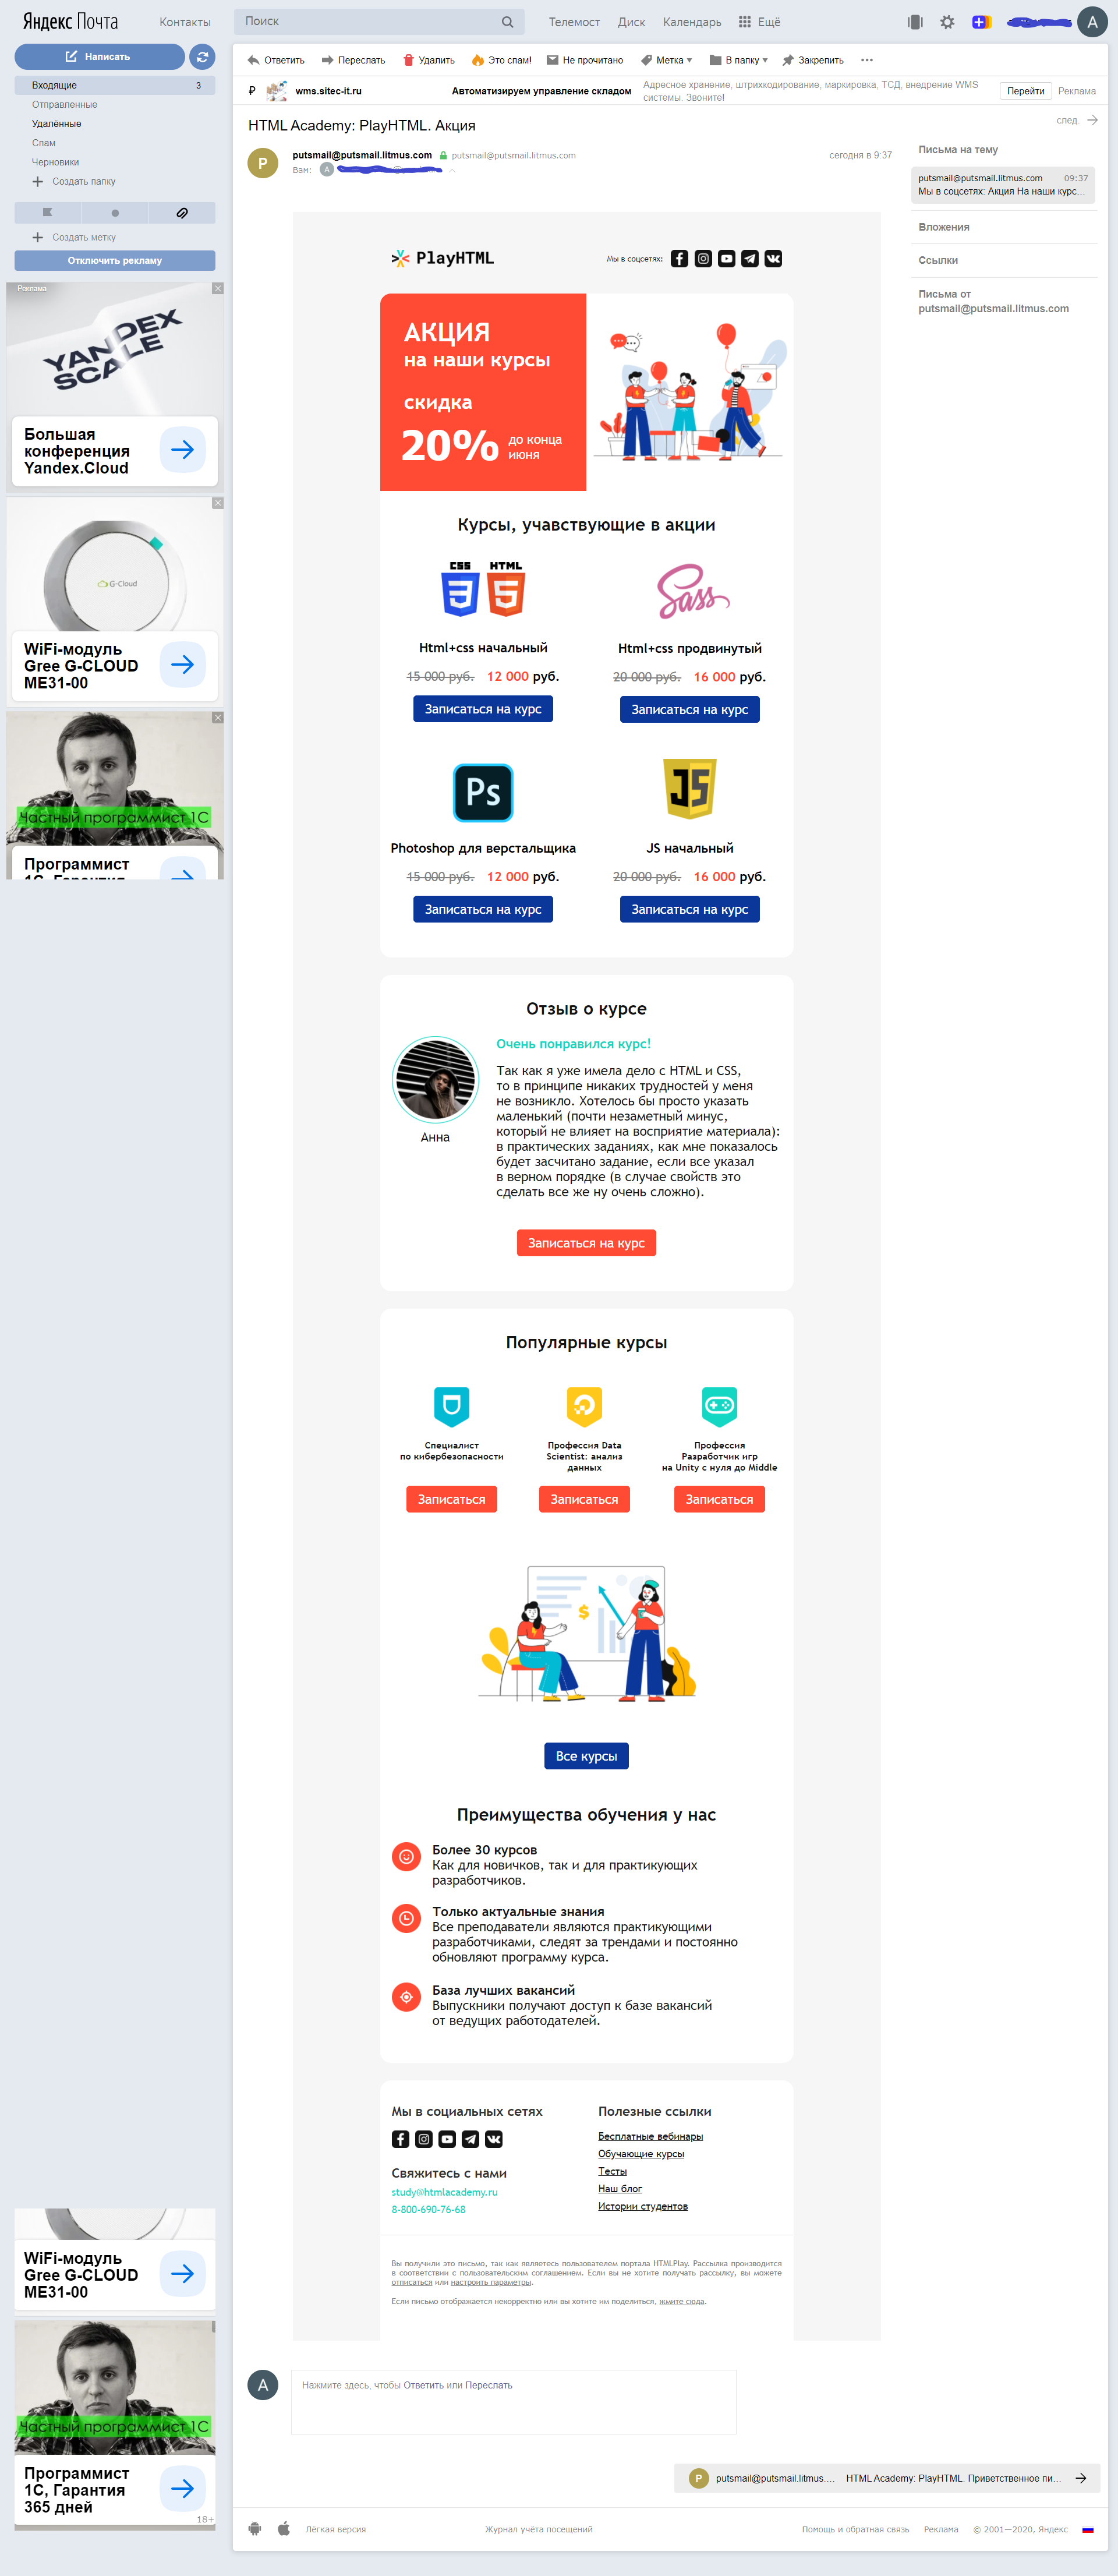 Яндекс Почта
Контакты
Поиск
Телемост
Диск
Календарь
Ещё
A
Написать
Входящие 3
Отправленные
Удалённые
Спам
Черновики
Создать папку
Создать метку
Отключить рекламу
Реклама
YANDEX
SCALE
Большая
конференция
Yandex.Cloud
G-Cloud
WiFi-модуль
Gree G-CLOUD
ME31-00
Частный программист 1С
Программист
1С, Гарантия
Ответить
Переслать
Удалить
Это спам!
Не прочитано
Метка
В папку
Закрепить
₽
wms.sitec-it.ru
Автоматизируем управление складом
Адресное хранение, штрихкодирование, маркировка, ТСД, внедрение WMS
системы. Звоните!
Перейти
Реклама
HTML Academy: PlayHTML. Акция
след.
P
putsmail@putsmail.litmus.com putsmail@putsmail.litmus.com
сегодня в 9:37
Вам: A
Письма на тему
putsmail@putsmail.litmus.com 09:37
Мы в соцсетях: Акция На наши курс...
Вложения
Ссылки
Письма от
putsmail@putsmail.litmus.com
PlayHTML
Мы в соцсетях:
АКЦИЯ
на наши курсы
скидка
20% до конца
июня
Курсы, учавствующие в акции
CSS HTML
3 5
Sass
Html+css начальный
15 000 руб. 12 000 руб.
Записаться на курс
Html+css продвинутый
20 000 руб. 16 000 руб.
Записаться на курс
Ps
JS
Photoshop для верстальщика
15 000 руб. 12 000 руб.
Записаться на курс
JS начальный
20 000 руб. 16 000 руб.
Записаться на курс
Отзыв о курсе
Анна
Очень понравился курс!
Так как я уже имела дело с HTML и CSS,
то в принципе никаких трудностей у меня
не возникло. Хотелось бы просто указать
маленький (почти незаметный минус,
который не влияет на восприятие материала):
в практических заданиях, как мне показалось
будет засчитано задание, если все указал
в верном порядке (в случае свойств это
сделать все же ну очень сложно).
Записаться на курс
Популярные курсы
Специалист
по кибербезопасности
Записаться
Профессия Data
Scientist: анализ
данных
Записаться
Профессия
Разработчик игр
на Unity с нуля до Middle
Записаться
$
Все курсы
Преимущества обучения у нас
Более 30 курсов
Как для новичков, так и для практикующих
разработчиков.
Только актуальные знания
Все преподаватели являются практикующими
разработчиками, следят за трендами и постоянно
обновляют программу курса.
База лучших вакансий
Выпускники получают доступ к базе вакансий
от ведущих работодателей.
Мы в социальных сетях
Свяжитесь с нами
study@htmlacademy.ru
8-800-690-76-68
Полезные ссылки
Бесплатные вебинары
Обучающие курсы
Тесты
Наш блог
Истории студентов
Вы получили это письмо, так как являетесь пользователем портала HTMLPlay. Рассылка производится
в соответствии с пользовательским соглашением. Если вы не хотите получать рассылку, вы можете
отписаться или настроить параметры.
Если письмо отображается некорректно или вы хотите им поделиться, жмите сюда.
WiFi-модуль
Gree G-CLOUD
ME31-00
Частный программист 1С
Программист
1С, Гарантия
365 дней
18+
A
Нажмите здесь, чтобы Ответить или Переслать
P putsmail@putsmail.litmus.... HTML Academy: PlayHTML. Приветственное пи...
Лёгкая версия
Журнал учёта посещений
Помощь и обратная связь
Реклама
© 2001—2020, Яндекс